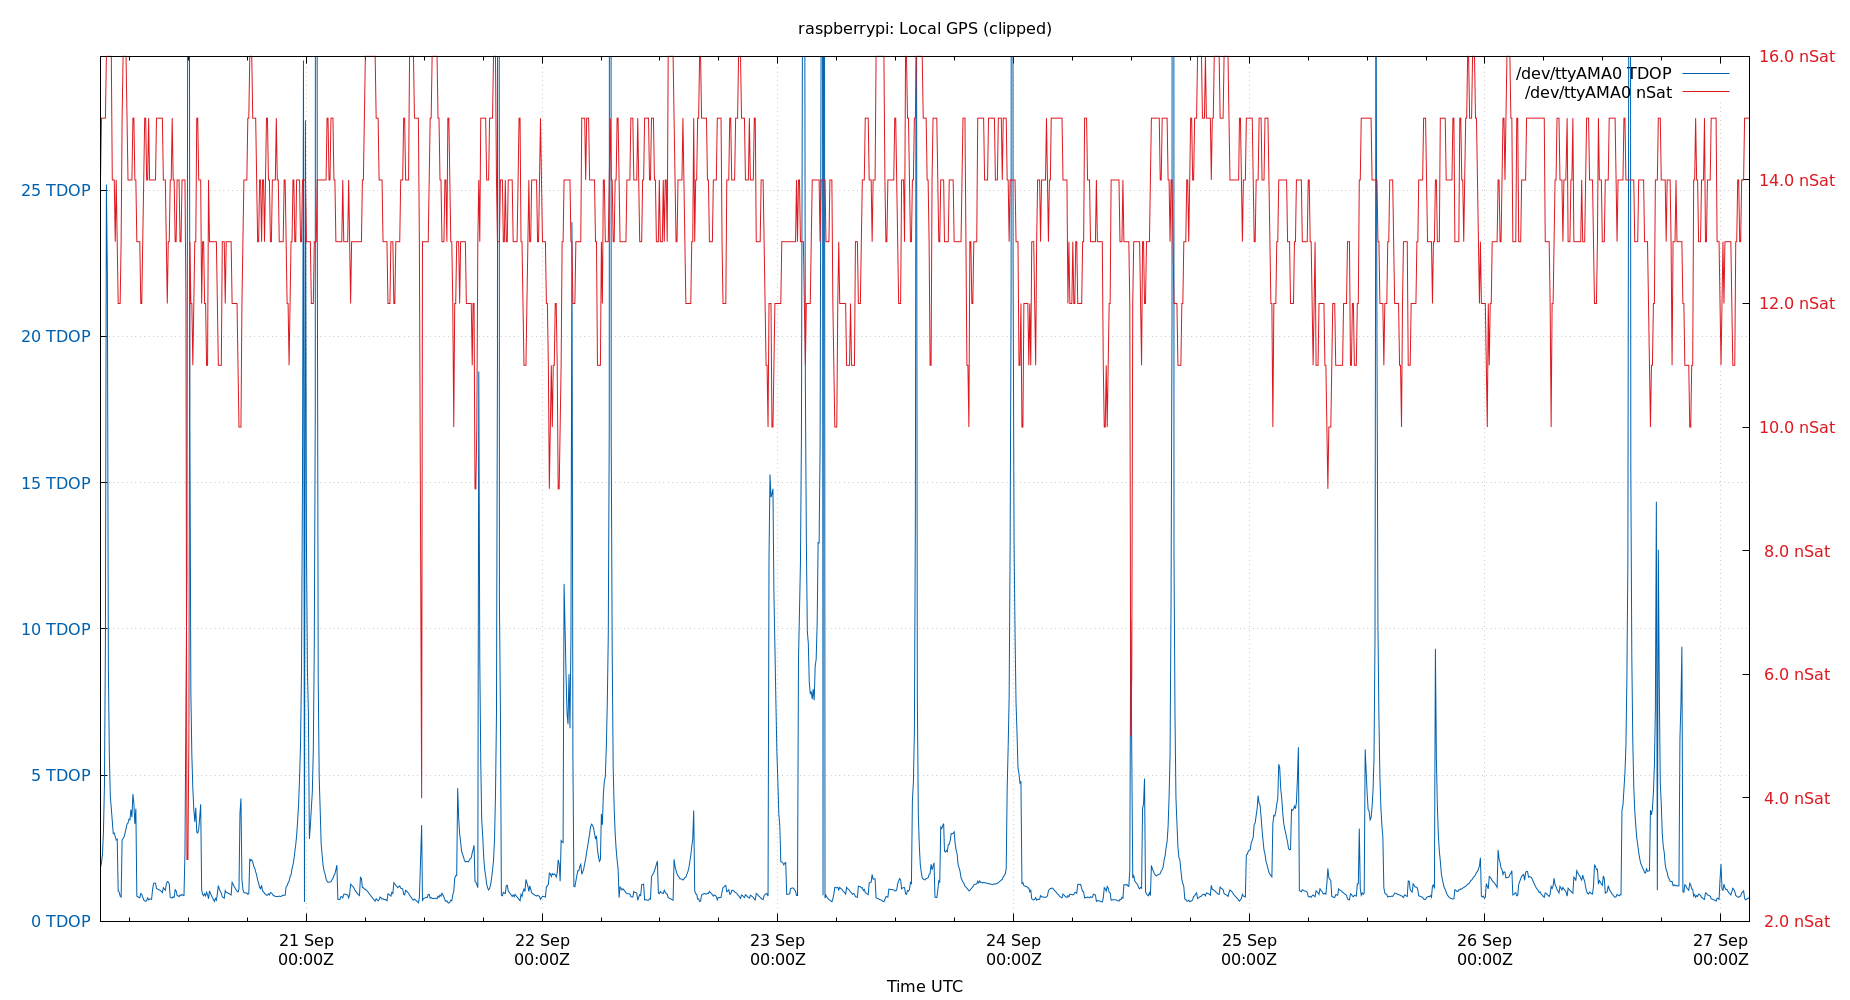 raspberrypi: Local GPS (clipped)
/dev/ttyAMA0 TDOP
/dev/ttyAMA0 nSat
16.0 nSat
25 TDOP
14.0 nSat
20 TDOP
12.0 nSat
15 TDOP
10.0 nSat
10 TDOP
8.0 nSat
6.0 nSat
5 TDOP
4.0 nSat
0 TDOP
2.0 nSat
21 Sep
00:00Z
22 Sep
00:00Z
23 Sep
00:00Z
24 Sep
00:00Z
25 Sep
00:00Z
26 Sep
00:00Z
27 Sep
00:00Z
Time UTC